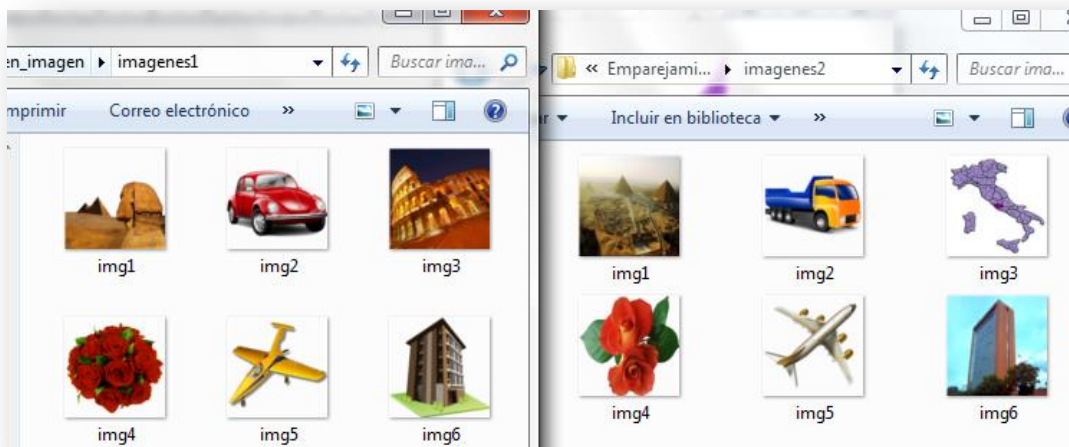 en_imagen ▸ imagenes1
Buscar ima...
mprimir Correo electrónico »
img1 img2 img3
img4 img5 img6
« Emparejami... ▸ imagenes2
Buscar ima...
ar Incluir en biblioteca »
img1 img2 img3
img4 img5 img6